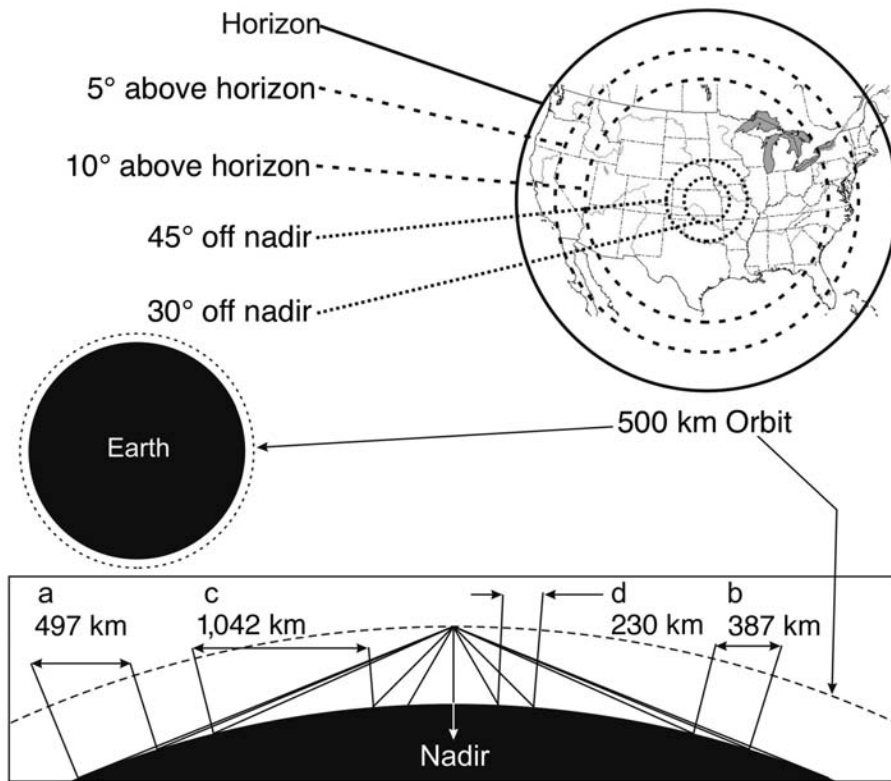 Horizon
5° above horizon
10° above horizon
45° off nadir
30° off nadir
500 km Orbit
Earth
a c d b
497 km 1,042 km 230 km 387 km
Nadir